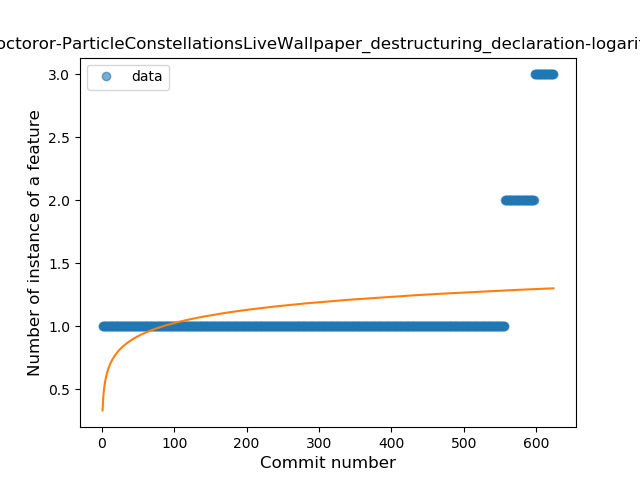 octoror-ParticleConstellationsLiveWallpaper_destructuring_declaration-logarit
data
Number of instance of a feature
3.0
2.5
2.0
1.5
1.0
0.5
0 100 200 300 400 500 600
Commit number